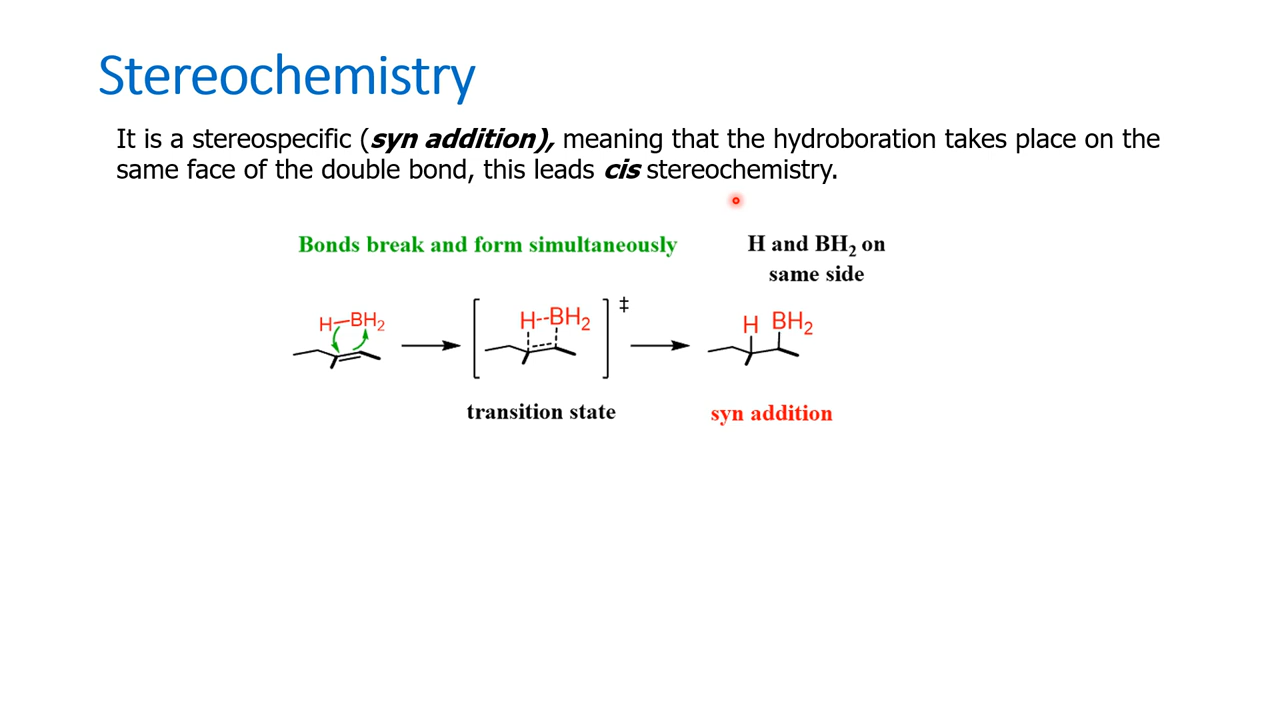 Stereochemistry
It is a stereospecific (syn addition), meaning that the hydroboration takes place on the
same face of the double bond, this leads cis stereochemistry.
Bonds break and form simultaneously
H and BH₂ on
same side
H BH₂
H--BH₂
‡
H BH₂
transition state
syn addition